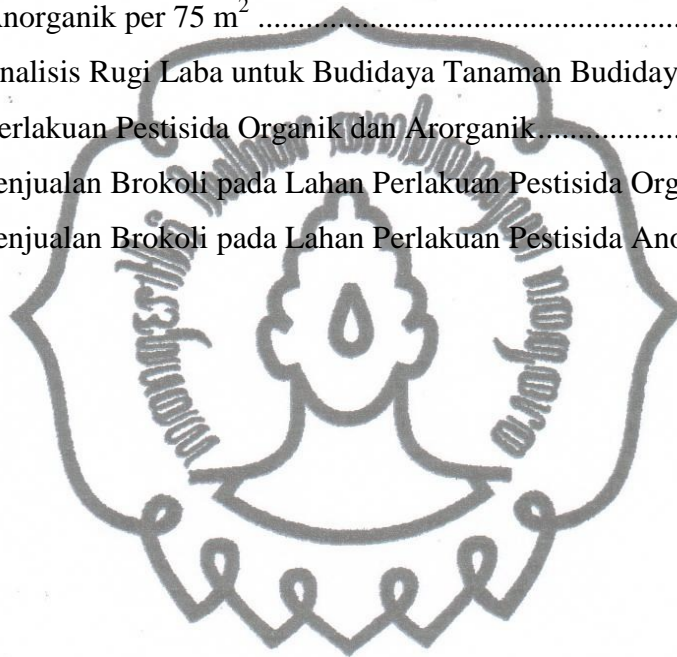 Anorganik per 75 m² ............................................................
nalisis Rugi Laba untuk Budidaya Tanaman Budiday
erlakuan Pestisida Organik dan Arorganik....................
enjualan Brokoli pada Lahan Perlakuan Pestisida Org
enjualan Brokoli pada Lahan Perlakuan Pestisida Ano